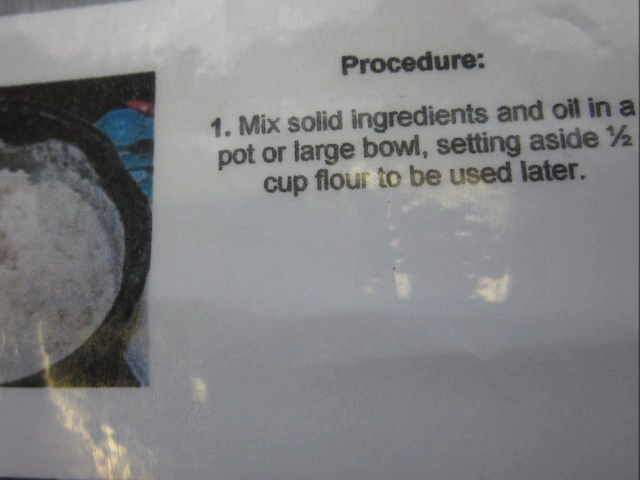 Procedure:
1. Mix solid ingredients and oil in a
pot or large bowl, setting aside ½
cup flour to be used later.